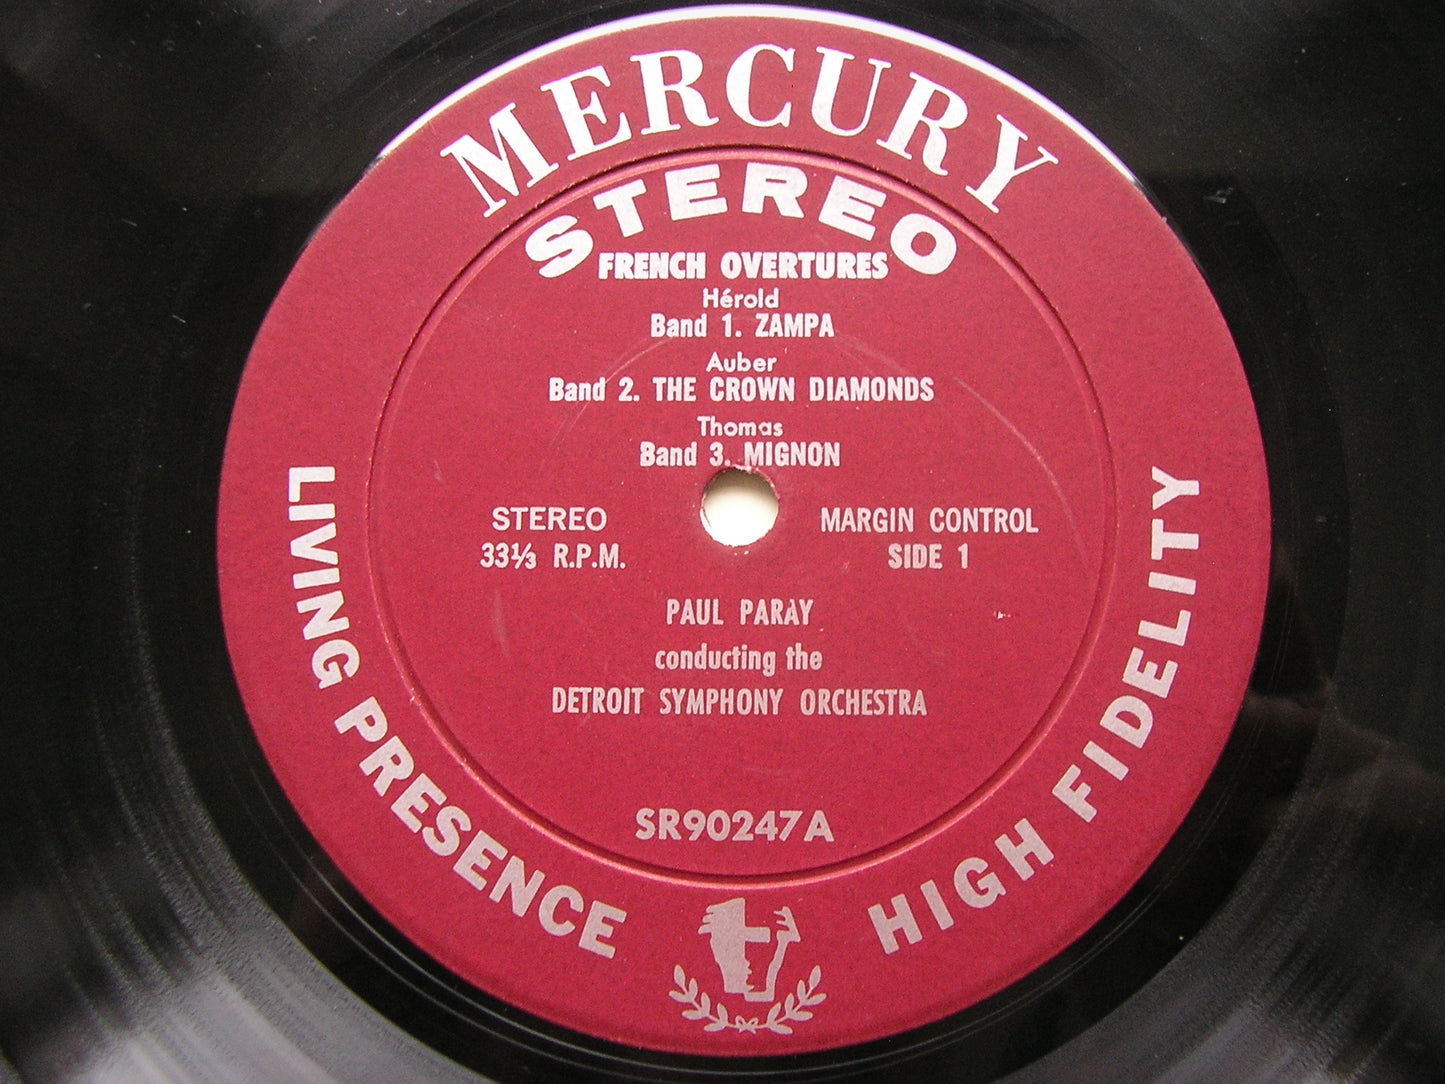 MERCURY
STEREO
FRENCH OVERTURES
Hérold
Band 1. ZAMPA
Auber
Band 2. THE CROWN DIAMONDS
Thomas
Band 3. MIGNON
STEREO
33⅓ R.P.M.
MARGIN CONTROL
SIDE 1
PAUL PARAY
conducting the
DETROIT SYMPHONY ORCHESTRA
SR90247A
LIVING PRESENCE
HIGH FIDELITY